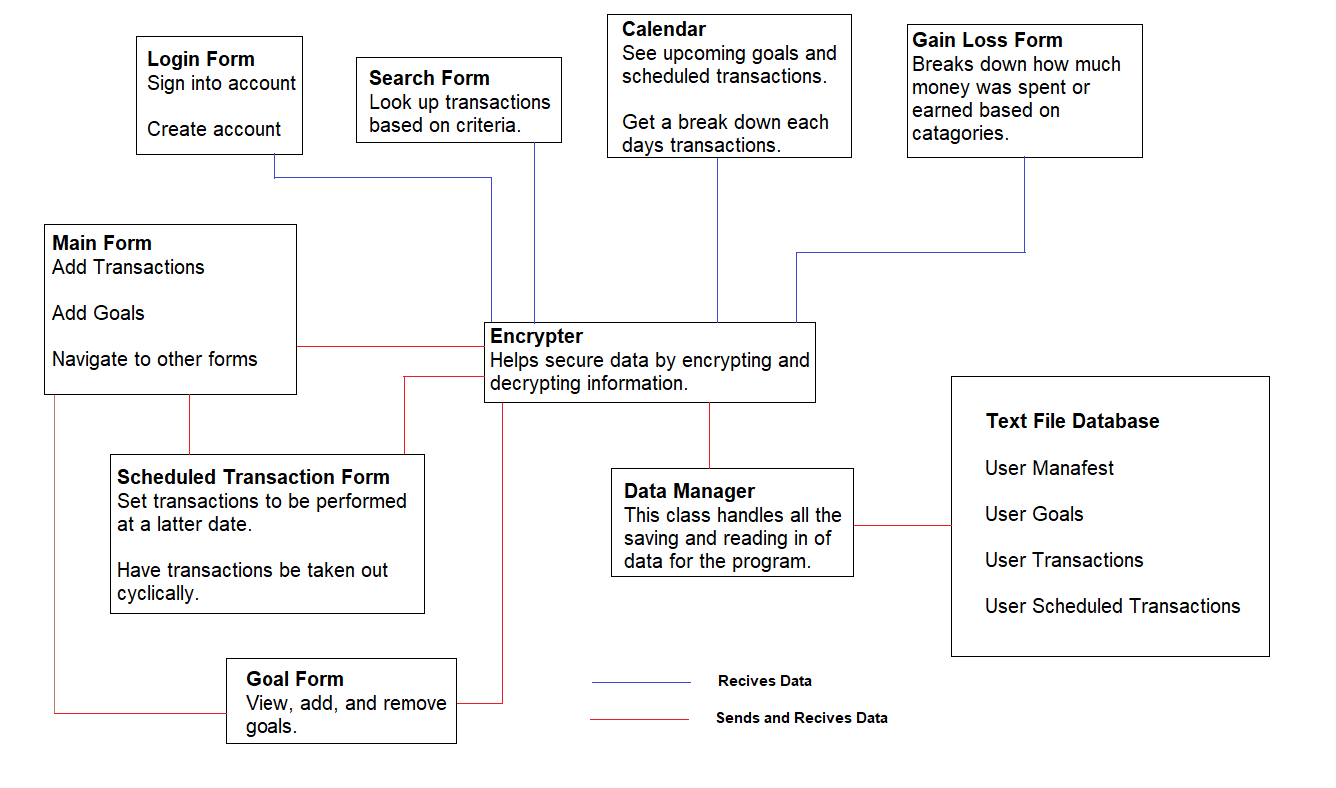 Login Form
Sign into account
Create account
Search Form
Look up transactions
based on criteria.
Calendar
See upcoming goals and
scheduled transactions.
Get a break down each
days transactions.
Gain Loss Form
Breaks down how much
money was spent or
earned based on
catagories.
Main Form
Add Transactions
Add Goals
Navigate to other forms
Encrypter
Helps secure data by encrypting and
decrypting information.
Scheduled Transaction Form
Set transactions to be performed
at a latter date.
Have transactions be taken out
cyclically.
Data Manager
This class handles all the
saving and reading in of
data for the program.
Text File Database
User Manafest
User Goals
User Transactions
User Scheduled Transactions
Goal Form
View, add, and remove
goals.
Recives Data
Sends and Recives Data